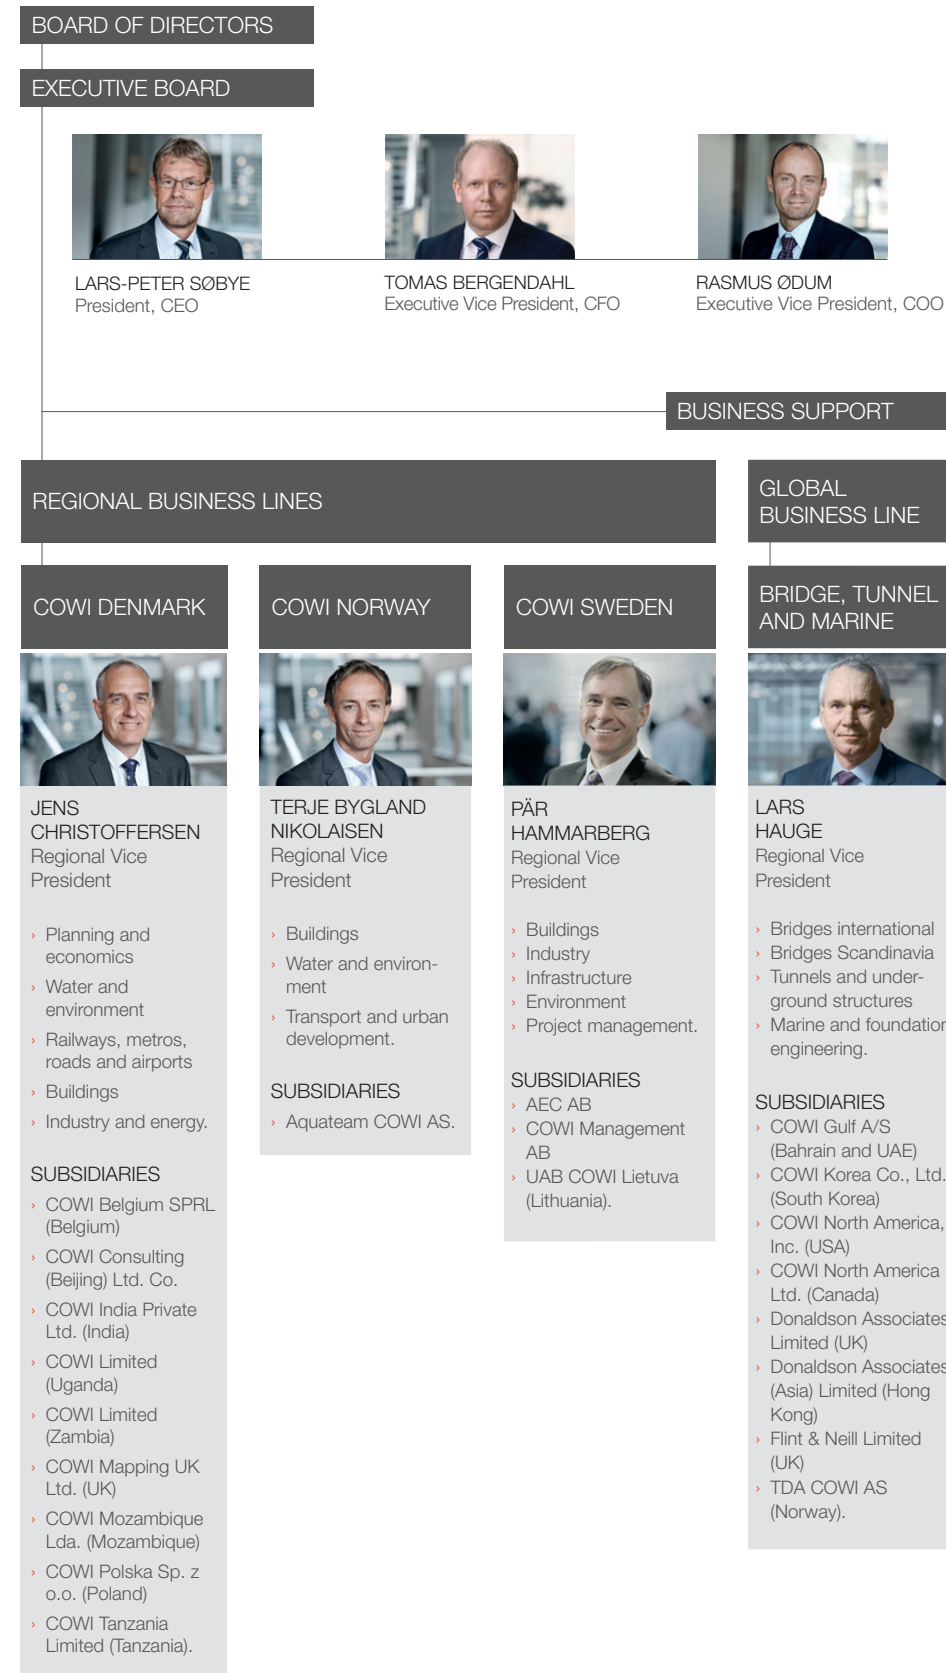 BOARD OF DIRECTORS
EXECUTIVE BOARD
LARS-PETER SØBYE
President, CEO
TOMAS BERGENDAHL
Executive Vice President, CFO
RASMUS ØDUM
Executive Vice President, COO
BUSINESS SUPPORT
REGIONAL BUSINESS LINES
GLOBAL
BUSINESS LINE
COWI DENMARK
JENS
CHRISTOFFERSEN
Regional Vice
President
› Planning and
economics
› Water and
environment
› Railways, metros,
roads and airports
› Buildings
› Industry and energy.
SUBSIDIARIES
› COWI Belgium SPRL
(Belgium)
› COWI Consulting
(Beijing) Ltd. Co.
› COWI India Private
Ltd. (India)
› COWI Limited
(Uganda)
› COWI Limited
(Zambia)
› COWI Mapping UK
Ltd. (UK)
› COWI Mozambique
Lda. (Mozambique)
› COWI Polska Sp. z
o.o. (Poland)
› COWI Tanzania
Limited (Tanzania).
COWI NORWAY
TERJE BYGLAND
NIKOLAISEN
Regional Vice
President
› Buildings
› Water and environ-
ment
› Transport and urban
development.
SUBSIDIARIES
› Aquateam COWI AS.
COWI SWEDEN
PÄR
HAMMARBERG
Regional Vice
President
› Buildings
› Industry
› Infrastructure
› Environment
› Project management.
SUBSIDIARIES
› AEC AB
› COWI Management
AB
› UAB COWI Lietuva
(Lithuania).
BRIDGE, TUNNEL
AND MARINE
LARS
HAUGE
Regional Vice
President
› Bridges international
› Bridges Scandinavia
› Tunnels and under-
ground structures
› Marine and foundation
engineering.
SUBSIDIARIES
› COWI Gulf A/S
(Bahrain and UAE)
› COWI Korea Co., Ltd.
(South Korea)
› COWI North America,
Inc. (USA)
› COWI North America
Ltd. (Canada)
› Donaldson Associates
Limited (UK)
› Donaldson Associates
(Asia) Limited (Hong
Kong)
› Flint & Neill Limited
(UK)
› TDA COWI AS
(Norway).